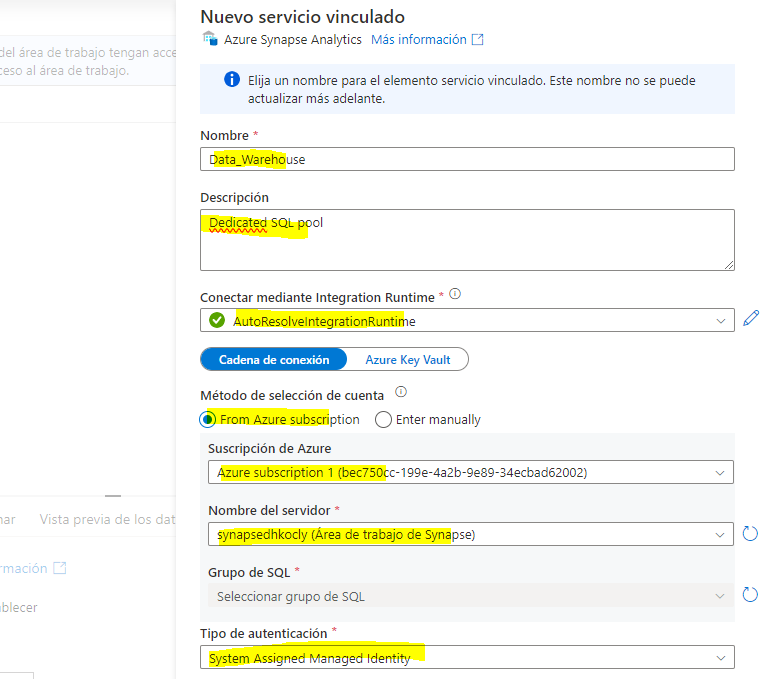 Nuevo servicio vinculado
Azure Synapse Analytics Más información
del área de trabajo tengan acce
ceso al área de trabajo.
Elija un nombre para el elemento servicio vinculado. Este nombre no se puede
actualizar más adelante.
Nombre *
Data_Warehouse
Descripción
Dedicated SQL pool
Conectar mediante Integration Runtime *
AutoResolveIntegrationRuntime
Cadena de conexión Azure Key Vault
Método de selección de cuenta
From Azure subscription Enter manually
Suscripción de Azure
Azure subscription 1 (bec750cc-199e-4a2b-9e89-34ecbad62002)
Nombre del servidor *
synapsedhkocly (Área de trabajo de Synapse)
nar Vista previa de los dat
rmación
Grupo de SQL *
Seleccionar grupo de SQL
ablecer
Tipo de autenticación *
System Assigned Managed Identity